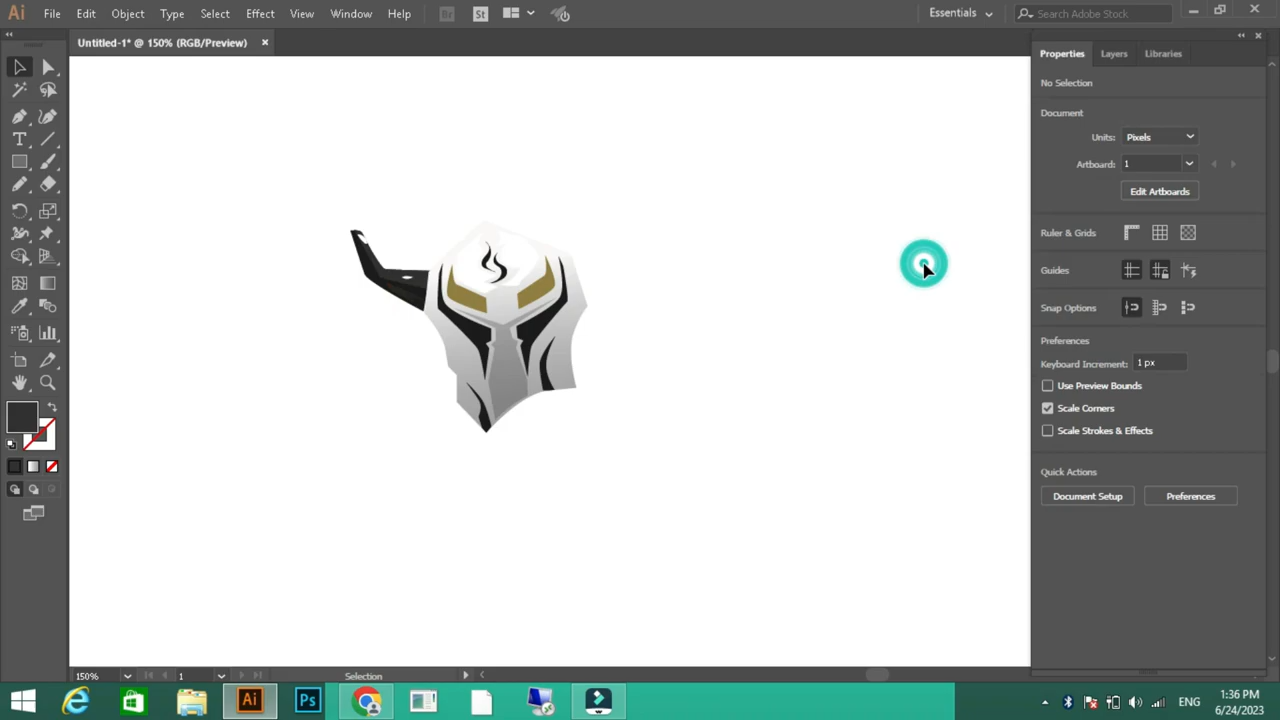 Ai File Edit Object Type Select Effect View Window Help Br St Essentials Search Adobe Stock
Untitled-1* @ 150% (RGB/Preview) ×
Properties Layers Libraries
No Selection
Document
Units: Pixels
Artboard: 1
Edit Artboards
Ruler & Grids
Guides
Snap Options
Preferences
Keyboard Increment: 1 px
Use Preview Bounds
Scale Corners
Scale Strokes & Effects
Quick Actions
Document Setup Preferences
150% 1 Selection
Ai Ps ENG 1:36 PM
6/24/2023